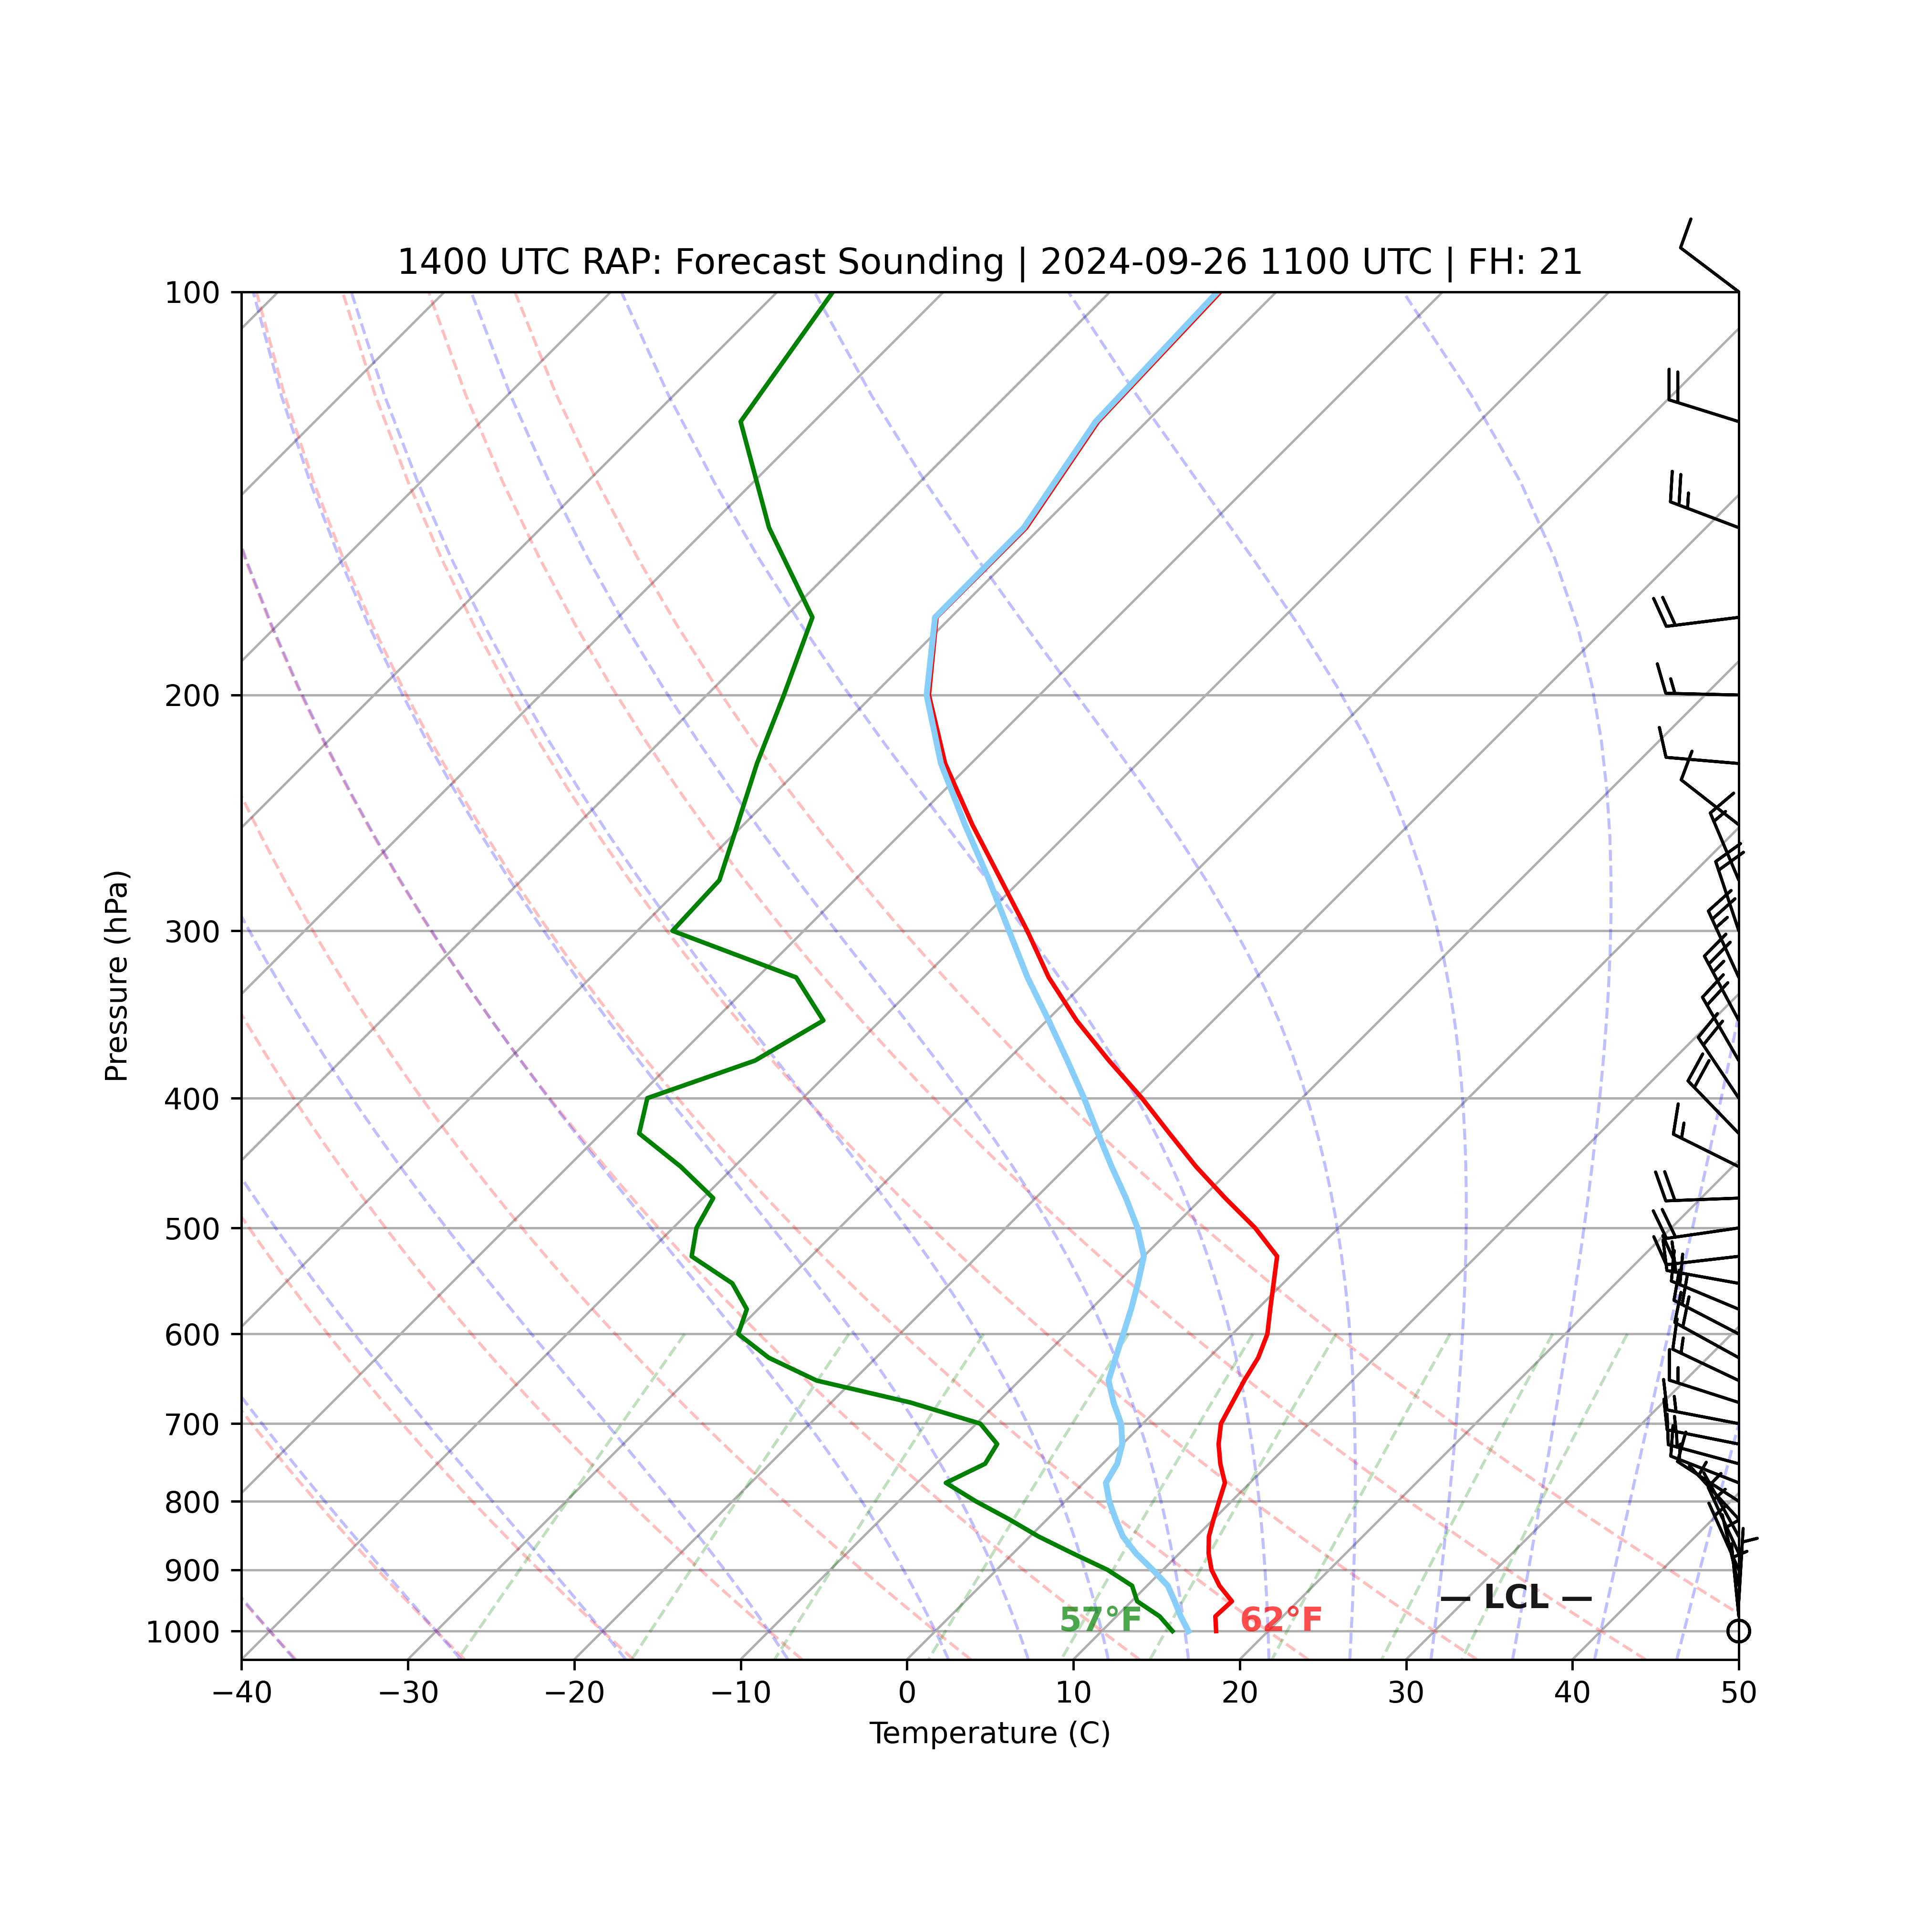 1400 UTC RAP: Forecast Sounding | 2024-09-26 1100 UTC | FH: 21
100
200
300
400
500
600
700
800
900
1000
Pressure (hPa)
— LCL —
57°F 62°F
−40 −30 −20 −10 0 10 20 30 40 50
Temperature (C)